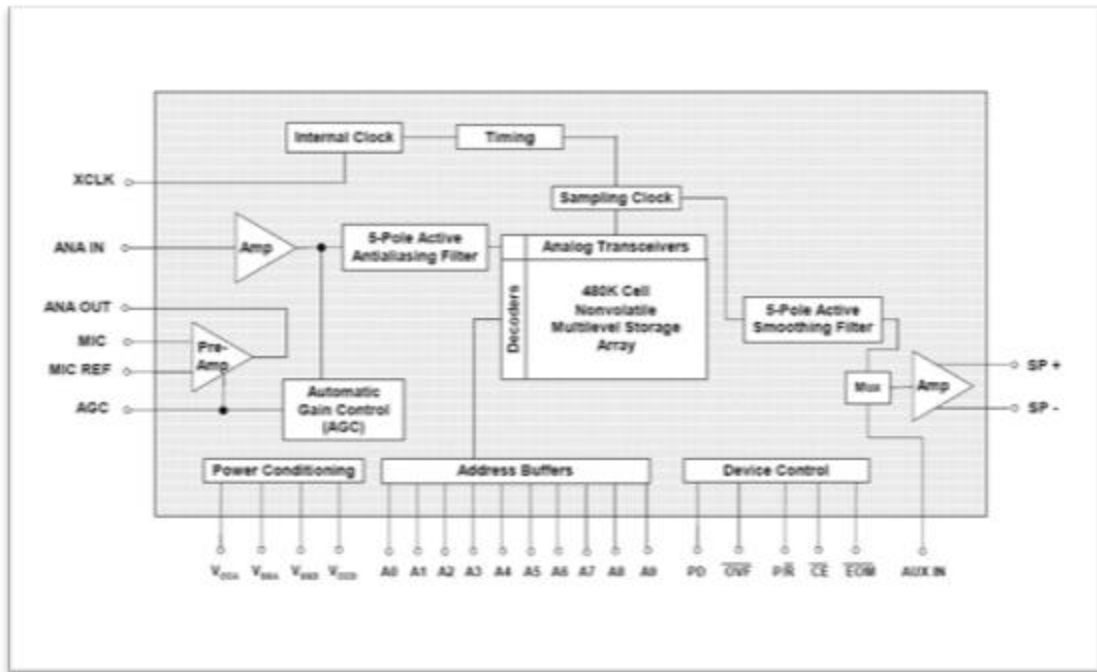 Internal Clock
Timing
XCLK
Sampling Clock
ANA IN
Amp
5-Pole Active
Antialiasing Filter
Analog Transceivers
Decoders
480K Cell
Nonvolatile
Multilevel Storage
Array
ANA OUT
5-Pole Active
Smoothing Filter
MIC
Pre-
Amp
MIC REF
SP +
Mux
Amp
AGC
Automatic
Gain Control
(AGC)
SP -
Power Conditioning
Address Buffers
Device Control
A0 A1 A2 A3 A4 A5 A6 A7 A8 A9
PD OVF P/R CE EOM AUX IN